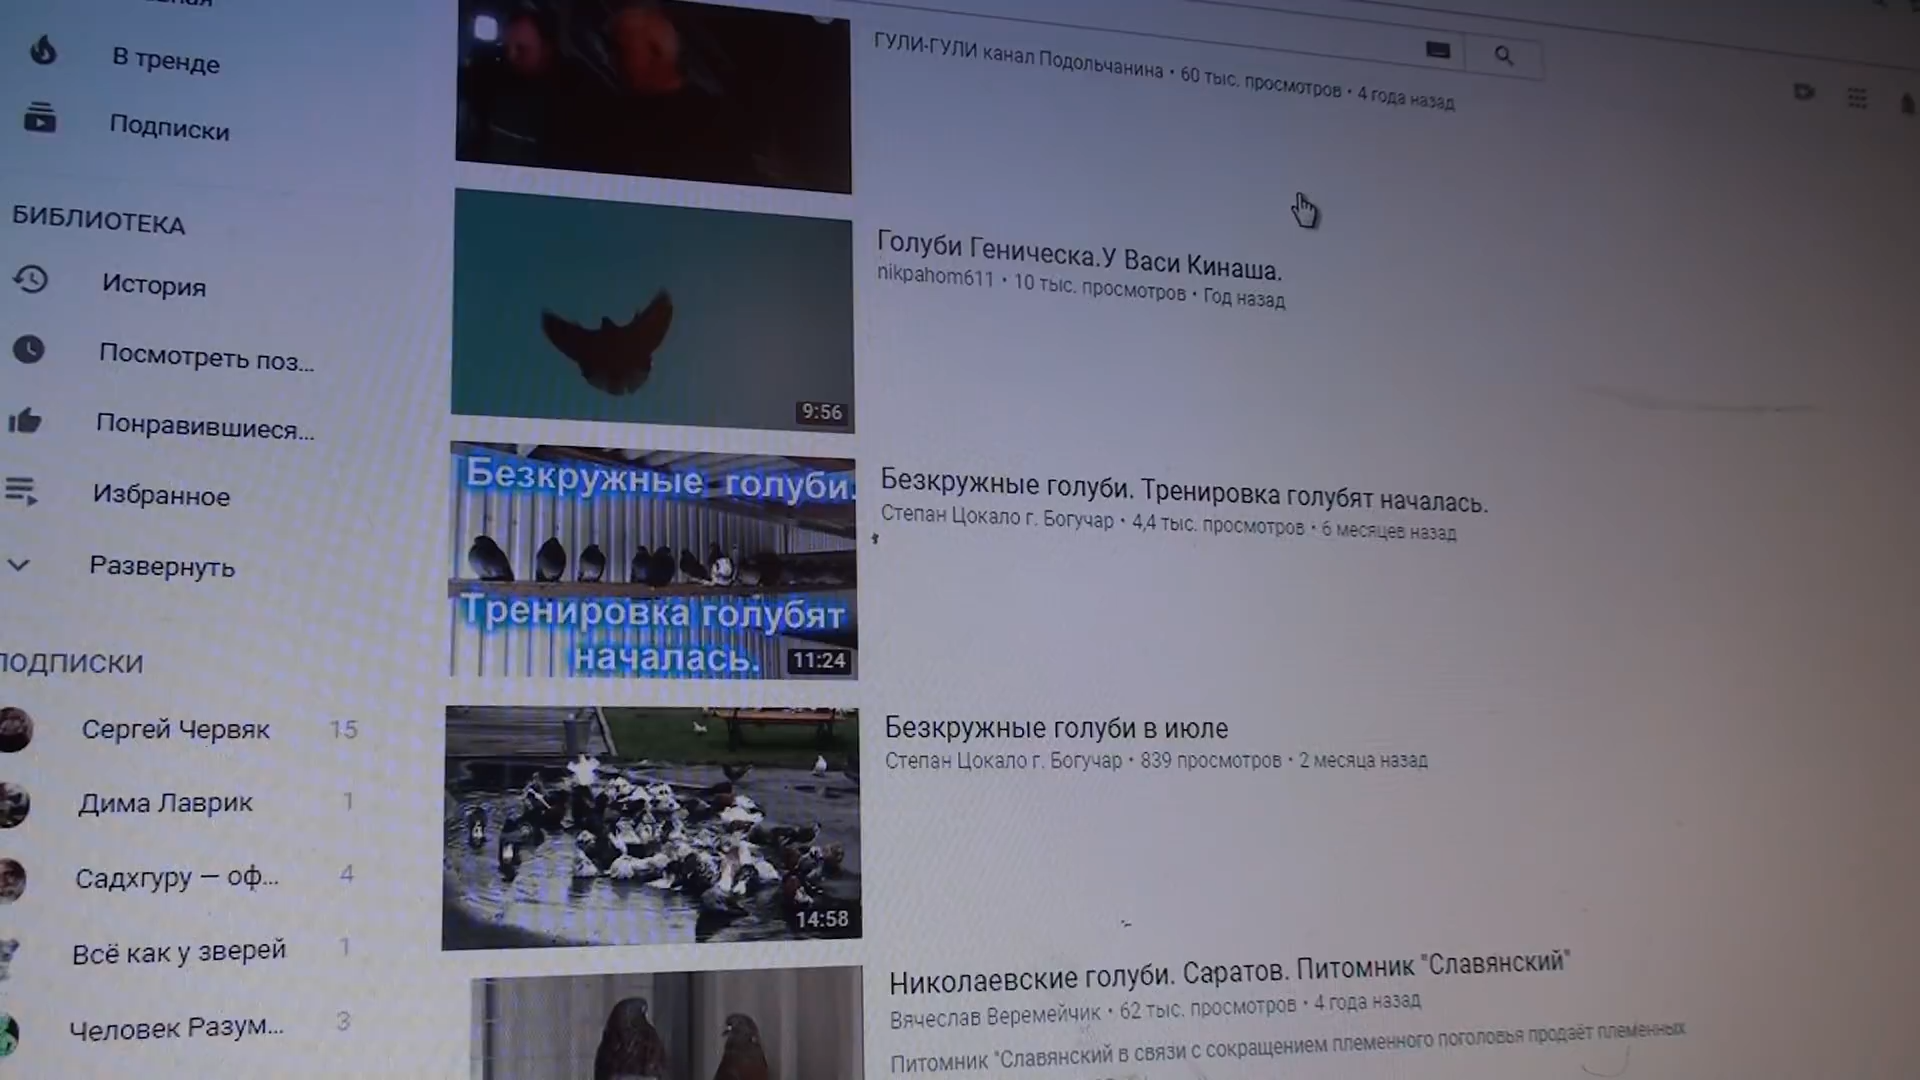 В тренде
Подписки
БИБЛИОТЕКА
История
Посмотреть поз...
Понравившиеся...
Избранное
Развернуть
ПОДПИСКИ
Сергей Червяк 15
Дима Лаврик 1
Садхгуру — оф... 4
Всё как у зверей 1
Человек Разум... 3
ГУЛИ-ГУЛИ канал Подольчанина • 60 тыс. просмотров • 4 года назад
9:56
Голуби Геническа.У Васи Кинаша.
nikpahom611 • 10 тыс. просмотров • Год назад
Безкружные голуби.
Тренировка голубят
началась.
11:24
Безкружные голуби. Тренировка голубят началась.
Степан Цокало г. Богучар • 4,4 тыс. просмотров • 6 месяцев назад
14:58
Безкружные голуби в июле
Степан Цокало г. Богучар • 839 просмотров • 2 месяца назад
Николаевские голуби. Саратов. Питомник "Славянский"
Вячеслав Веремейчик • 62 тыс. просмотров • 4 года назад
Питомник "Славянский в связи с сокращением племенного поголовья продаёт племенных